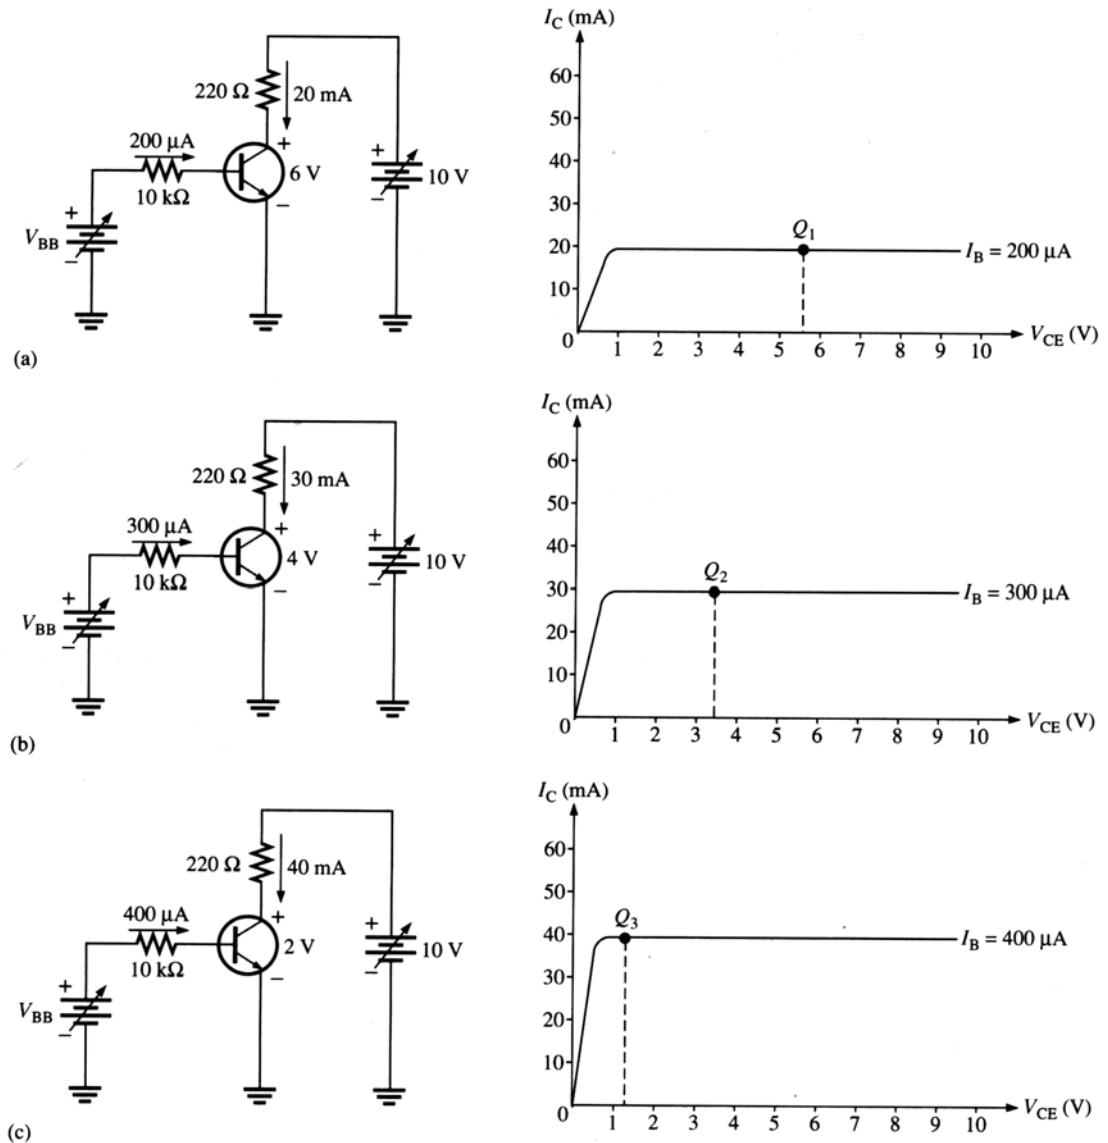 220 Ω
20 mA
200 µA
10 kΩ
+
−
6 V
+
−
10 V
+
V_BB
−
(a)
I_C (mA)
60
50
40
30
20
10
0
Q_1
I_B = 200 µA
1 2 3 4 5 6 7 8 9 10
V_CE (V)
220 Ω
30 mA
300 µA
10 kΩ
+
−
4 V
+
−
10 V
+
V_BB
−
(b)
I_C (mA)
60
50
40
30
20
10
0
Q_2
I_B = 300 µA
1 2 3 4 5 6 7 8 9 10
V_CE (V)
220 Ω
40 mA
400 µA
10 kΩ
+
−
2 V
+
−
10 V
+
V_BB
−
(c)
I_C (mA)
60
50
40
30
20
10
0
Q_3
I_B = 400 µA
1 2 3 4 5 6 7 8 9 10
V_CE (V)